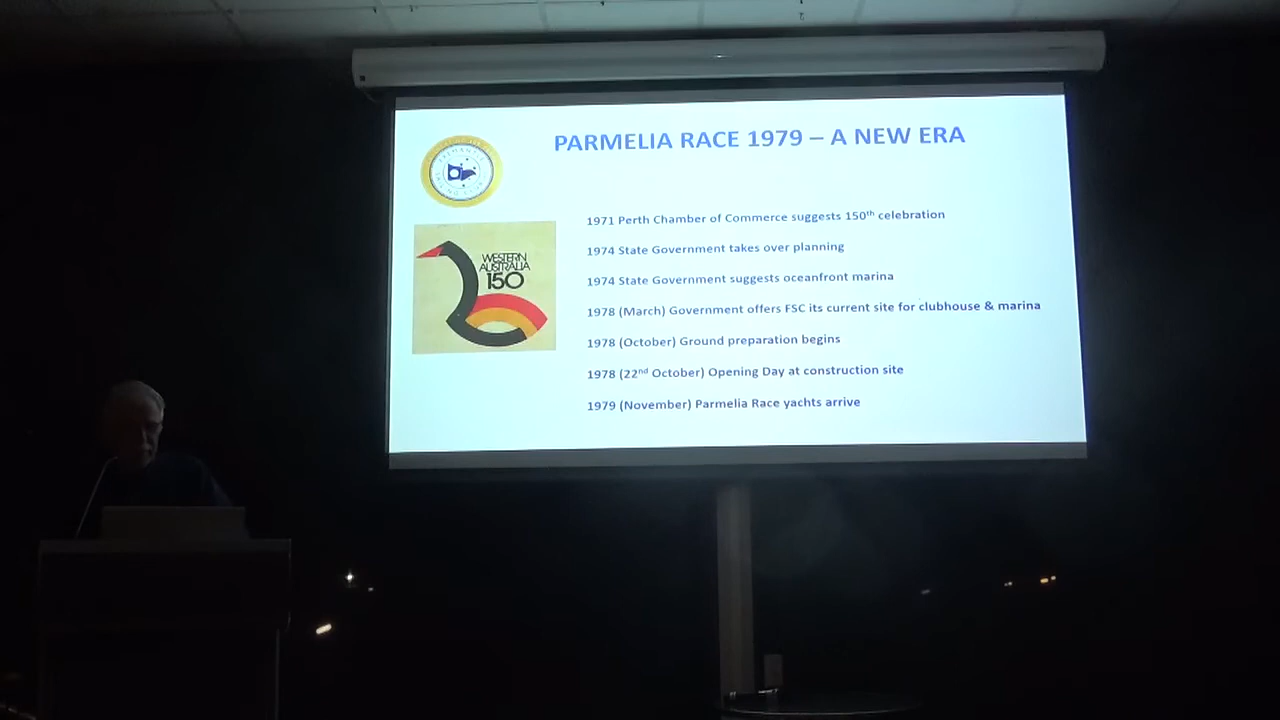 PARMELIA RACE 1979 – A NEW ERA
WESTERN
AUSTRALIA
150
1971 Perth Chamber of Commerce suggests 150th celebration
1974 State Government takes over planning
1974 State Government suggests oceanfront marina
1978 (March) Government offers FSC its current site for clubhouse & marina
1978 (October) Ground preparation begins
1978 (22nd October) Opening Day at construction site
1979 (November) Parmelia Race yachts arrive